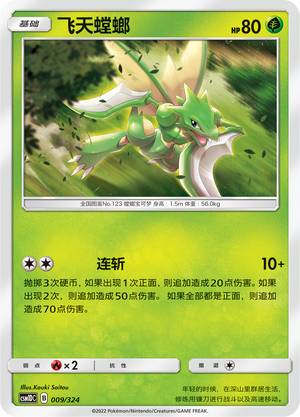 基础 飞天螳螂 HP80
全国图鉴No.123 螳螂宝可梦 身高：1.5m 体重：56.0kg
连斩 10+
抛掷3次硬币，如果出现1次正面，则追加造成20点伤害。如果
出现2次，则追加造成50点伤害。如果全部都是正面，则追加
造成70点伤害。
弱点 ×2 抗性 撤退
Illus.Kouki Saitou
CSM1DC B 009/324
年轻的时候，在深山里群居生活，
修炼用镰刀进行战斗以及高速移动。
©2022 Pokémon/Nintendo/Creatures/GAME FREAK.